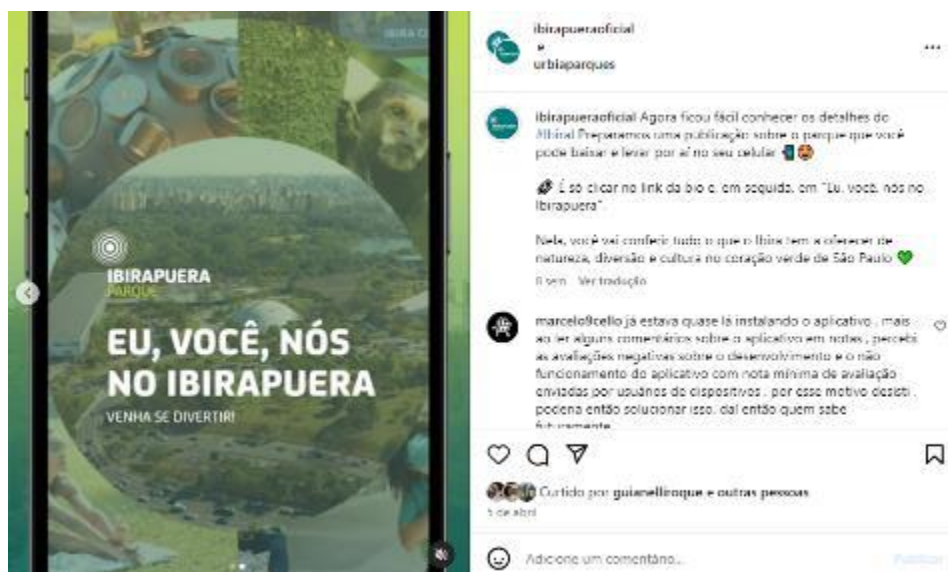 IBIRAPUERA
PARQUE
EU, VOCÊ, NÓS
NO IBIRAPUERA
VENHA SE DIVERTIR!
ibirapueraoficial
e
urbiaparques
ibirapueraoficial Agora ficou fácil conhecer os detalhes do
#Ibira! Preparamos uma publicação sobre o parque que você
pode baixar e levar por aí no seu celular
É só clicar no link da bio e, em seguida, em "Eu, você, nós no
Ibirapuera".
Nela, você vai conferir tudo o que o Ibira tem a oferecer de
natureza, diversão e cultura no coração verde de São Paulo
6 sem Ver tradução
marcelo9cello já estava quase lá instalando o aplicativo , mais
ao ler alguns comentários sobre o aplicativo em notas , percebi
as avaliações negativas sobre o desenvolvimento e o não
funcionamento do aplicativo com nota mínima de avaliação
enviadas por usuários de dispositivos , por esse motivo desisti ,
poderia então solucionar isso, daí então quem sabe
futuramente
Curtido por guianelliroque e outras pessoas
5 de abril
Adicione um comentário...
Publicar